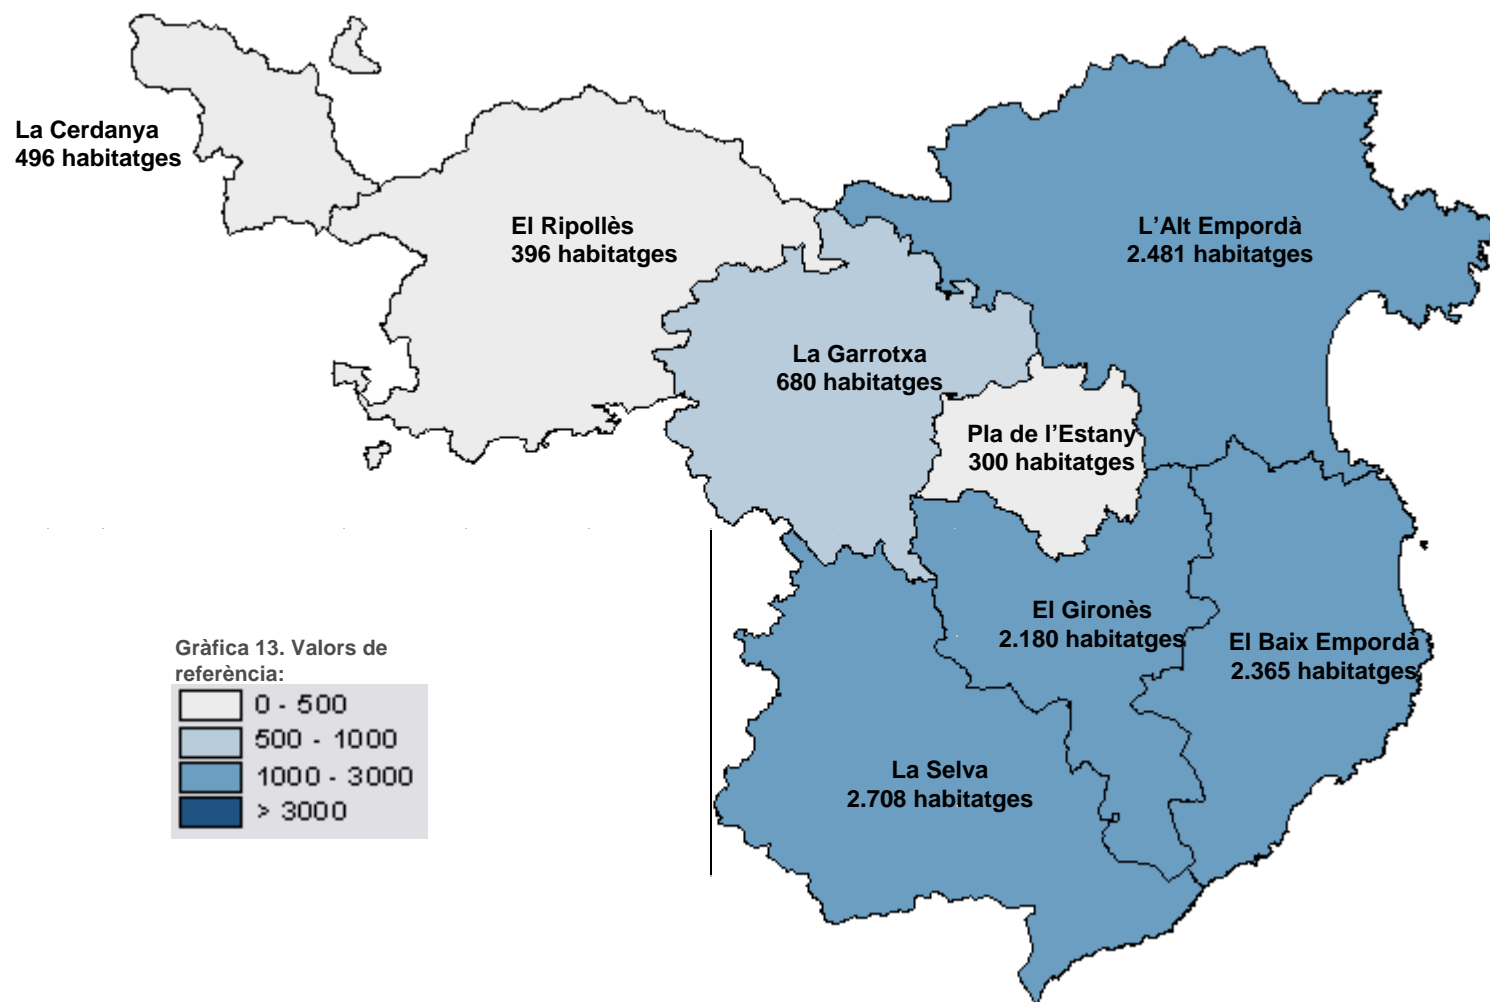 La Cerdanya
496 habitatges
El Ripollès
396 habitatges
L’Alt Empordà
2.481 habitatges
La Garrotxa
680 habitatges
Pla de l’Estany
300 habitatges
El Gironès
2.180 habitatges
El Baix Empordà
2.365 habitatges
La Selva
2.708 habitatges
Gràfica 13. Valors de
referència:
0 - 500
500 - 1000
1000 - 3000
> 3000